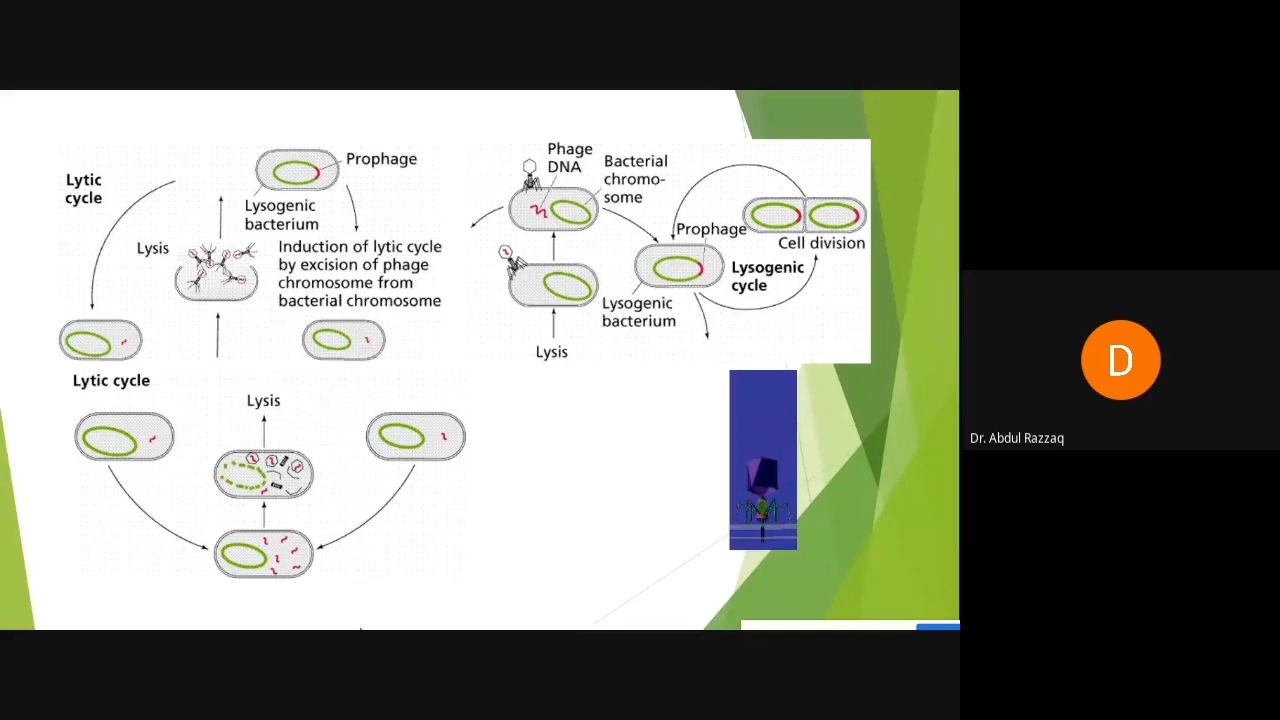 Lytic
cycle
Prophage
Lysogenic
bacterium
Lysis
Induction of lytic cycle
by excision of phage
chromosome from
bacterial chromosome
Lytic cycle
Lysis
Phage
DNA
Bacterial
chromo-
some
Prophage
Cell division
Lysogenic
cycle
Lysogenic
bacterium
Lysis
D
Dr. Abdul Razzaq